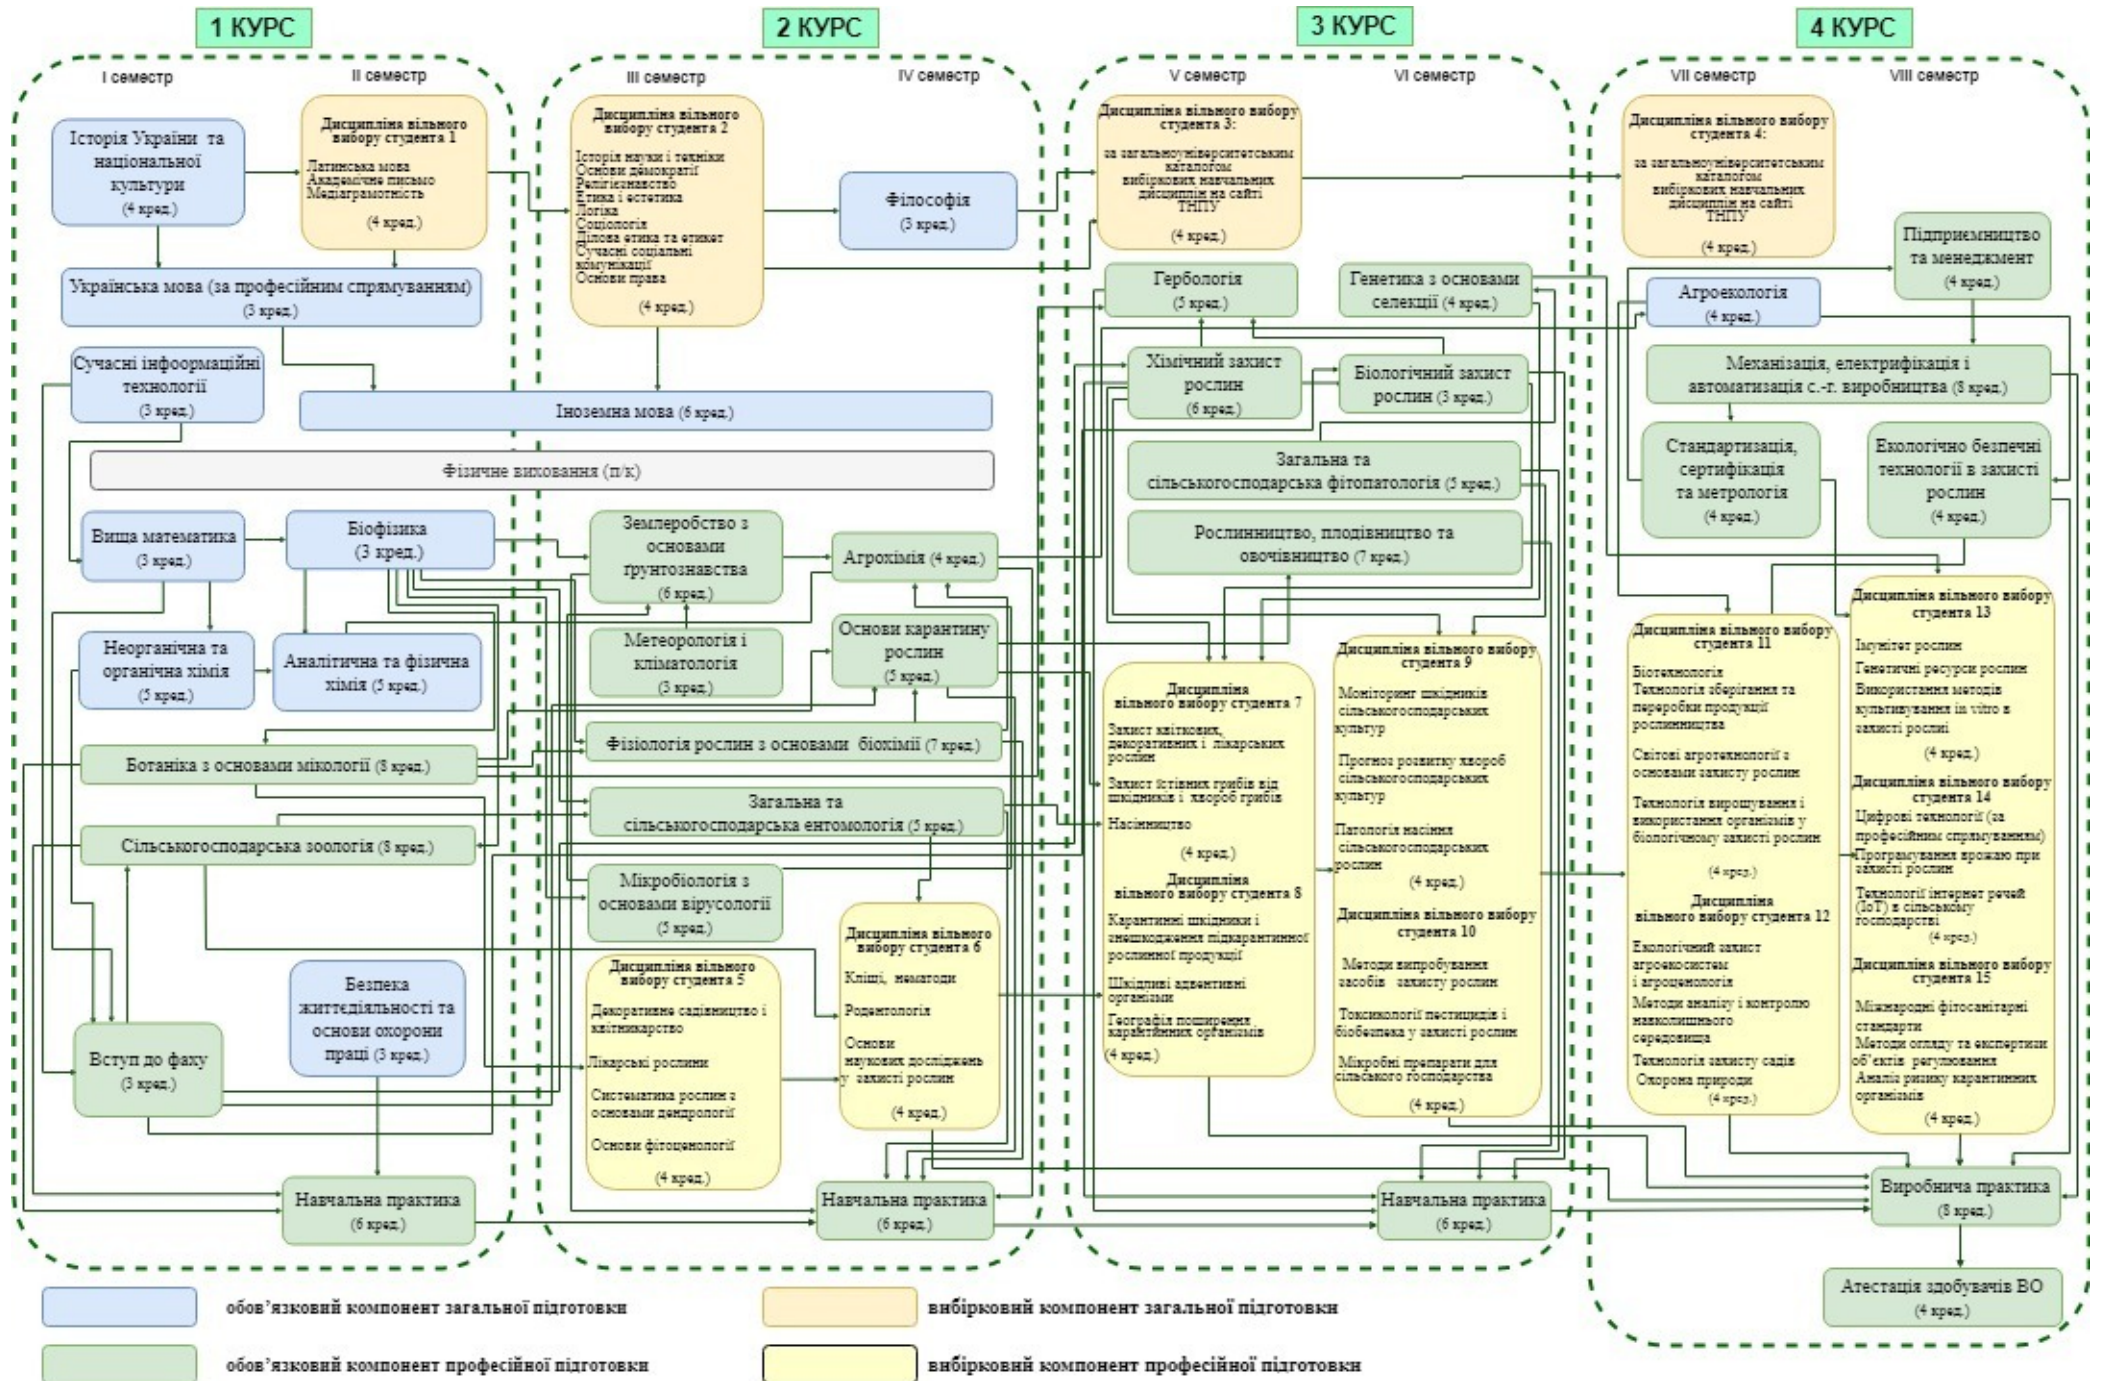 1 КУРС
2 КУРС
3 КУРС
4 КУРС
I семестр
II семестр
III семестр
IV семестр
V семестр
VI семестр
VII семестр
VIII семестр
Історія України та
національної
культури
(4 кред.)
Дисципліна вільного
вибору студента 1
Латинська мова
Академічне письмо
Медіаграмотність
(4 кред.)
Українська мова (за професійним спрямуванням)
(3 кред.)
Сучасні інфоормаційні
технології
(3 кред.)
Іноземна мова (6 кред.)
Фізичне виховання (п/к)
Вища математика
(3 кред.)
Біофізика
(3 кред.)
Неорганічна та
органічна хімія
(5 кред.)
Аналітична та фізична
хімія (5 кред.)
Ботаніка з основами мікології (8 кред.)
Сільськогосподарська зоологія (8 кред.)
Безпека
життєдіяльності та
основи охорони
праці (3 кред.)
Вступ до фаху
(3 кред.)
Навчальна практика
(6 кред.)
Дисципліна вільного
вибору студента 2
Історія науки і техніки
Основи демократії
Релігієзнавство
Етика і естетика
Логіка
Соціологія
Ділова етика та етикет
Сучасні соціальні
комунікації
Основи права
(4 кред.)
Філософія
(3 кред.)
Землеробство з
основами
ґрунтознавства
(6 кред.)
Агрохімія (4 кред.)
Метеорологія і
кліматологія
(3 кред.)
Основи карантину
рослин
(5 кред.)
Фізіологія рослин з основами біохімії (7 кред.)
Загальна та
сільськогосподарська ентомологія (5 кред.)
Мікробіологія з
основами вірусології
(5 кред.)
Дисципліна вільного
вибору студента 5
Декоративне садівництво і
квітникарство
Лікарські рослини
Систематика рослин з
основами дендрології
Основи фітоценології
(4 кред.)
Дисципліна вільного
вибору студента 6
Кліщі, нематоди
Родентологія
Основи
наукових досліджень
у захисті рослин
(4 кред.)
Навчальна практика
(6 кред.)
Дисципліна вільного вибору
студента 3:
за загальноуніверситетським
каталогом
вибіркових навчальних
дисциплін на сайті
ТНПУ
(4 кред.)
Гербологія
(5 кред.)
Генетика з основами
селекції (4 кред.)
Хімічний захист
рослин
(6 кред.)
Біологічний захист
рослин (3 кред.)
Загальна та
сільськогосподарська фітопатологія (5 кред.)
Рослинництво, плодівництво та
овочівництво (7 кред.)
Дисципліна
вільного вибору студента 7
Захист квіткових,
декоративних і лікарських
рослин
Захист їстівних грибів від
шкідників і хвороб грибів
Насінництво
(4 кред.)
Дисципліна
вільного вибору студента 8
Карантинні шкідники і
знешкодження підкарантинної
рослинної продукції
Шкідливі адвентивні
організми
Географія поширення
карантинних організмів
(4 кред.)
Дисципліна вільного вибору
студента 9
Моніторинг шкідників
сільськогосподарських
культур
Прогноз розвитку хвороб
сільськогосподарських
культур
Патологія насіння
сільськогосподарських
рослин
(4 кред.)
Дисципліна вільного вибору
студента 10
Методи випробування
засобів захисту рослин
Токсикології пестицидів і
біобезпека у захисті рослин
Мікробні препарати для
сільського господарства
(4 кред.)
Навчальна практика
(6 кред.)
Дисципліна вільного вибору
студента 4:
за загальноуніверситетським
каталогом
вибіркових навчальних
дисциплін на сайті
ТНПУ
(4 кред.)
Підприємництво
та менеджмент
(4 кред.)
Агроекологія
(4 кред.)
Механізація, електрифікація і
автоматизація с.-г. виробництва (8 кред.)
Стандартизація,
сертифікація
та метрологія
(4 кред.)
Екологічно безпечні
технології в захисті
рослин
(4 кред.)
Дисципліна вільного вибору
студента 11
Біотехнологія
Технологія зберігання та
переробки продукції
рослинництва
Світові агротехнології з
основами захисту рослин
Технологія вирощування і
використання організмів у
біологічному захисті рослин
(4 кред.)
Дисципліна
вільного вибору студента 12
Екологічний захист
агроекосистем
і агроценологія
Методи аналізу і контролю
навколишнього
середовища
Технологія захисту садів
Охорона природи
(4 кред.)
Дисципліна вільного вибору
студента 13
Імунітет рослин
Генетичні ресурси рослин
Використання методів
культивування in vitro в
захисті рослиі
(4 кред.)
Дисципліна вільного вибору
студента 14
Цифрові технології (за
професійним спрямуванням)
Програмування врожаю при
захисті рослин
Технології інтернет речей
(IoT) в сільському
господарстві
(4 кред.)
Дисципліна вільного вибору
студента 15
Міжнародні фітосанітарні
стандарти
Методи огляду та експертизи
об’єктів регулювання
Аналіз ризику карантинних
організмів
(4 кред.)
Виробнича практика
(8 кред.)
Атестація здобувачів ВО
(4 кред.)
обов’язковий компонент загальної підготовки
вибірковий компонент загальної підготовки
обов’язковий компонент професійної підготовки
вибірковий компонент професійної підготовки